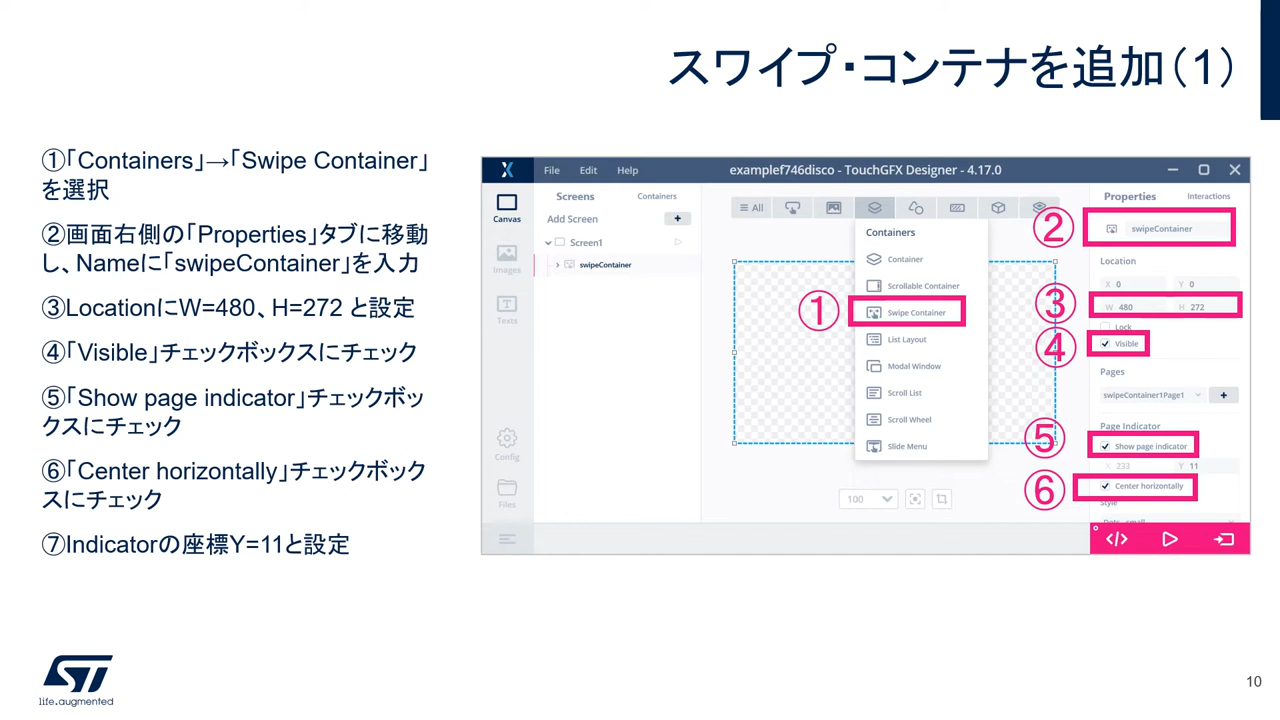 スワイプ・コンテナを追加（1）
①「Containers」→「Swipe Container」
を選択
②画面右側の「Properties」タブに移動
し、Nameに「swipeContainer」を入力
③LocationにW=480、H=272 と設定
④「Visible」チェックボックスにチェック
⑤「Show page indicator」チェックボッ
クスにチェック
⑥「Center horizontally」チェックボック
スにチェック
⑦Indicatorの座標Y=11と設定
File Edit Help
examplef746disco - TouchGFX Designer - 4.17.0
Canvas
Images
Texts
Config
Files
Screens Containers
Add Screen +
Screen1
swipeContainer
All
Containers
Container
Scrollable Container
① Swipe Container
List Layout
Modal Window
Scroll List
Scroll Wheel
Slide Menu
100
Properties Interactions
② swipeContainer
Location
X 0 Y 0
③ W 480 H 272
Lock
④ Visible
Pages
swipeContainer1Page1 +
Page Indicator
⑤ Show page indicator
X 233 Y 11
⑥ Center horizontally
Style
Dots small
ST
life.augmented
10